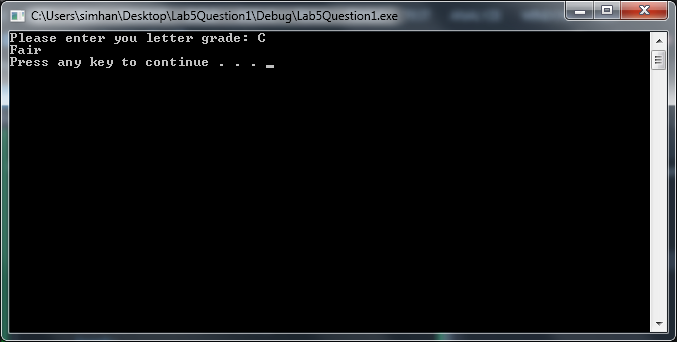 C:\Users\simhan\Desktop\Lab5Question1\Debug\Lab5Question1.exe
Please enter you letter grade: C
Fair
Press any key to continue . . . _